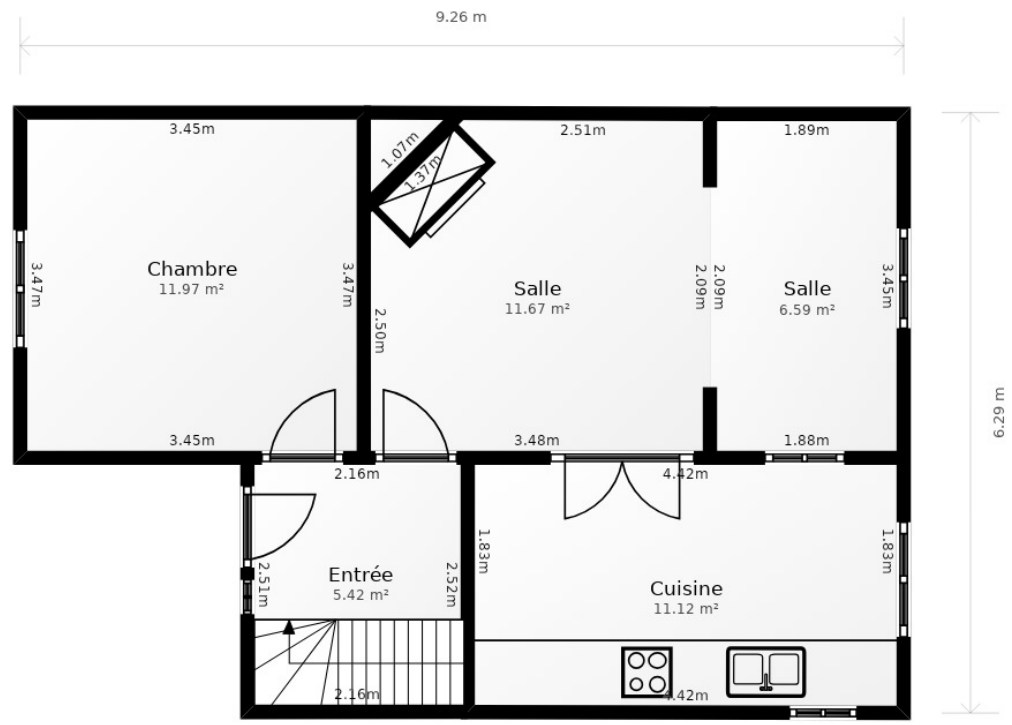 9.26 m
3.45m
1.07m
1.37m
2.51m
1.89m
3.47m
Chambre
11.97 m²
3.47m
2.50m
Salle
11.67 m²
2.09m
2.09m
Salle
6.59 m²
3.45m
6.29 m
3.45m
3.48m
1.88m
2.16m
4.42m
2.51m
Entrée
5.42 m²
2.52m
1.83m
Cuisine
11.12 m²
1.83m
2.16m
4.42m